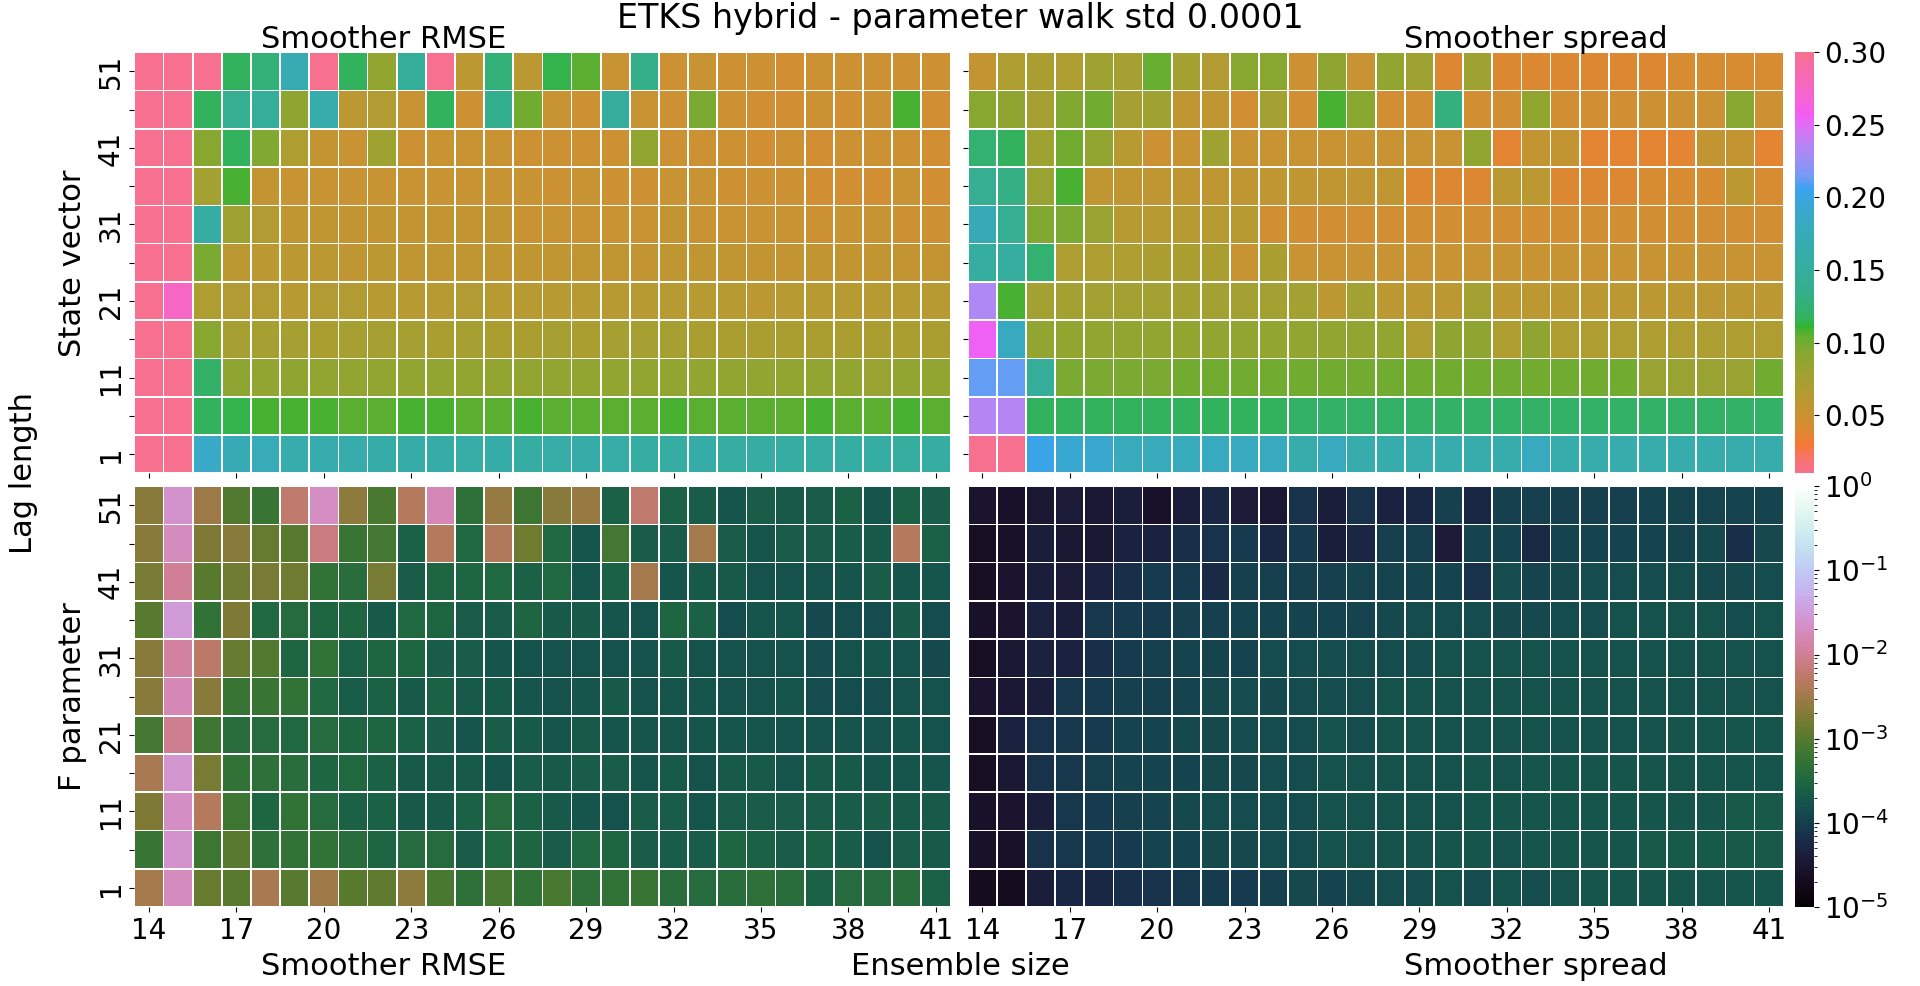 ETKS hybrid - parameter walk std 0.0001
Smoother RMSE
Smoother spread
Lag length
State vector
51
41
31
21
11
1
0.30
0.25
0.20
0.15
0.10
0.05
F parameter
51
41
31
21
11
1
10⁰
10⁻¹
10⁻²
10⁻³
10⁻⁴
10⁻⁵
14 17 20 23 26 29 32 35 38 41
14 17 20 23 26 29 32 35 38 41
Smoother RMSE
Ensemble size
Smoother spread